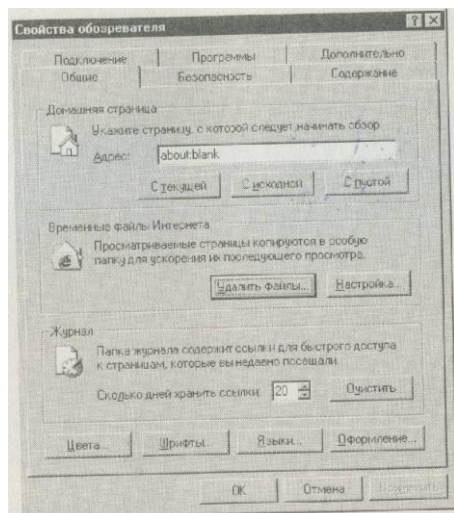 Свойства обозревателя
Подключение Программы Дополнительно
Общие Безопасность Содержание
Домашняя страница
Укажите страницу, с которой следует начинать обзор.
Адрес: about:blank
С текущей С исходной С пустой
Временные файлы Интернета
Просматриваемые страницы копируются в особую
папку для ускорения их последующего просмотра.
Удалить файлы... Настройка...
Журнал
Папка журнала содержит ссылки для быстрого доступа
к страницам, которые вы недавно посещали.
Сколько дней хранить ссылки: 20 Очистить
Цвета... Шрифты... Языки... Оформление...
OK Отмена